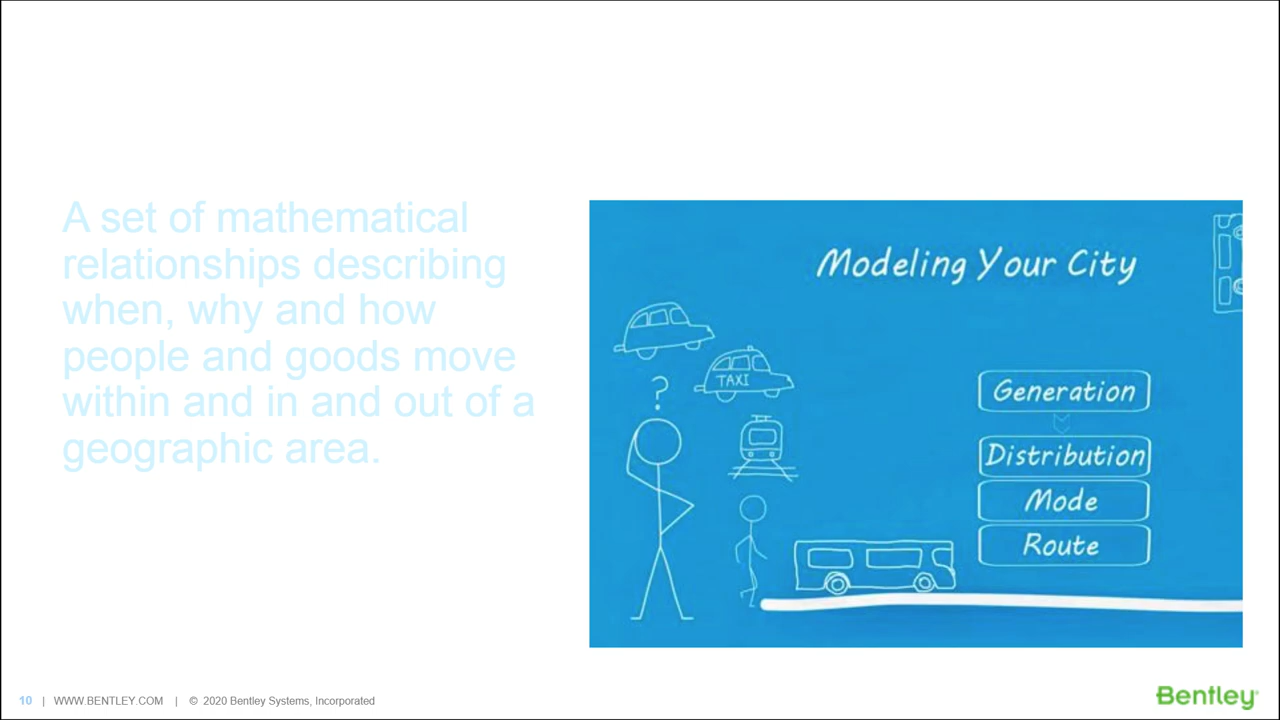 A set of mathematical
relationships describing
when, why and how
people and goods move
within and in and out of a
geographic area.
Modeling Your City
TAXI
?
Generation
Distribution
Mode
Route
10 | WWW.BENTLEY.COM | © 2020 Bentley Systems, Incorporated
Bentley